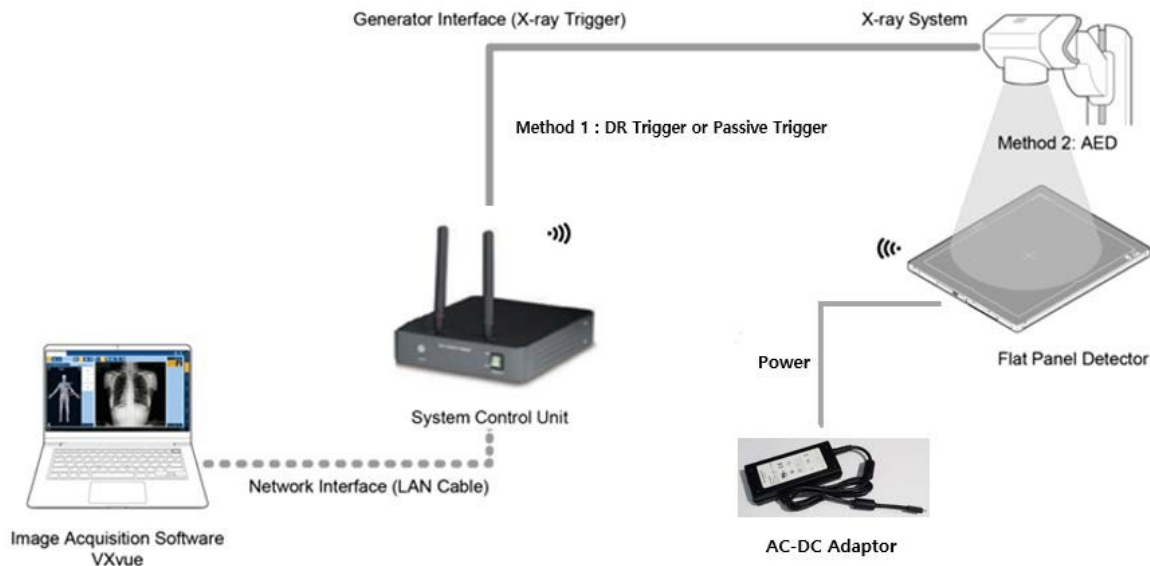 Generator Interface (X-ray Trigger)
X-ray System
Method 1 : DR Trigger or Passive Trigger
Method 2: AED
Power
Flat Panel Detector
System Control Unit
Network Interface (LAN Cable)
AC-DC Adaptor
Image Acquisition Software
VXvue